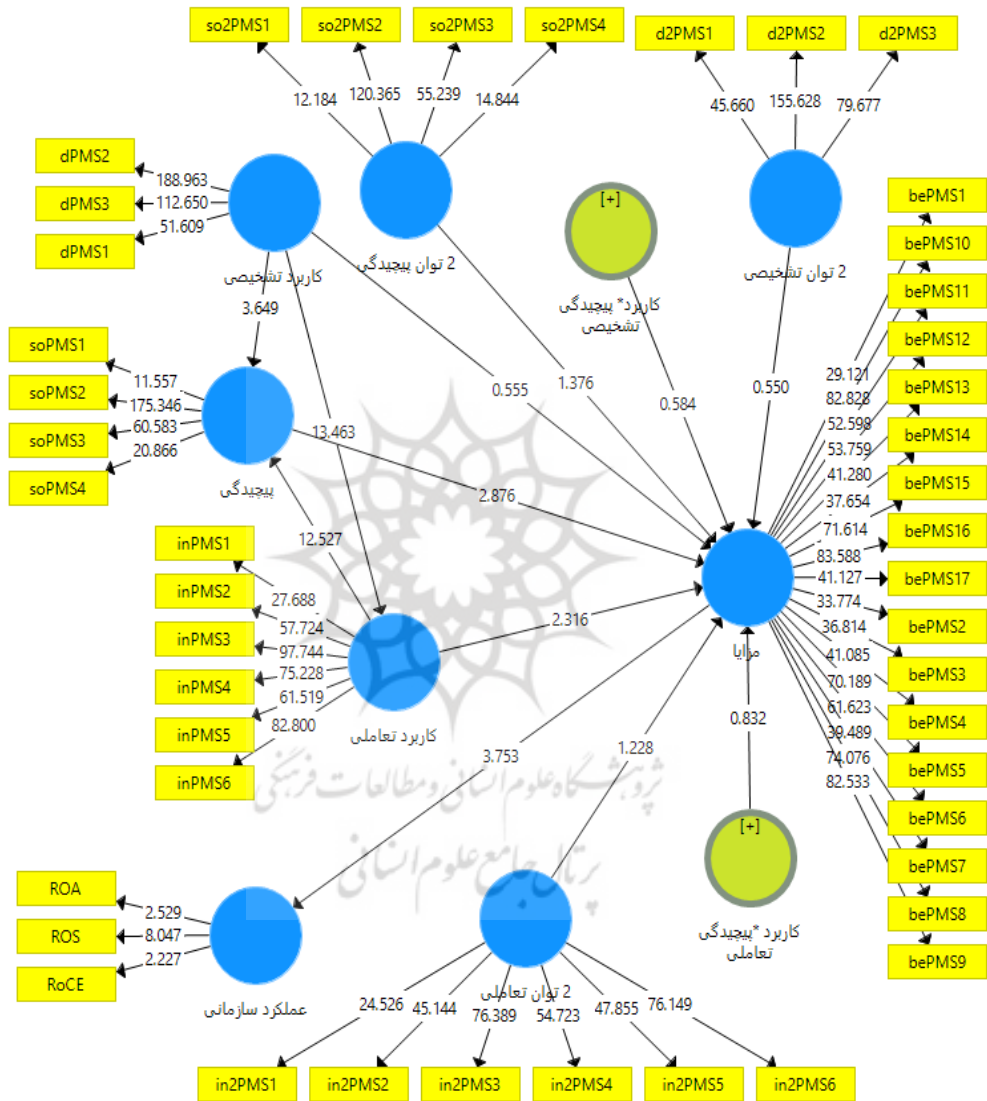 so2PMS1
so2PMS2
so2PMS3
so2PMS4
d2PMS1
d2PMS2
d2PMS3
12.184
120.365
55.239
14.844
45.660
155.628
79.677
dPMS2
dPMS3
dPMS1
188.963
112.650
51.609
کاربرد تشخیصی
2 توان پیچیدگی
[+]
کاربرد* پیچیدگی
تشخیصی
2 توان تشخیصی
3.649
13.463
0.555
1.376
0.584
0.550
soPMS1
soPMS2
soPMS3
soPMS4
11.557
175.346
60.583
20.866
پیچیدگی
2.876
12.527
inPMS1
inPMS2
inPMS3
inPMS4
inPMS5
inPMS6
27.688
57.724
97.744
75.228
61.519
82.800
کاربرد تعاملی
2.316
مزایا
bePMS1
bePMS10
bePMS11
bePMS12
bePMS13
bePMS14
bePMS15
bePMS16
bePMS17
bePMS2
bePMS3
bePMS4
bePMS5
bePMS6
bePMS7
bePMS8
bePMS9
29.121
82.828
52.598
53.759
41.280
37.654
71.614
83.588
41.127
33.774
36.814
41.085
70.189
61.623
39.489
74.076
82.533
3.753
1.228
0.832
پژوهشگاه علوم انسانی و مطالعات فرهنگی
پرتال جامع علوم انسانی
[+]
کاربرد *پیچیدگی
تعاملی
ROA
ROS
RoCE
2.529
8.047
2.227
عملکرد سازمانی
2 توان تعاملی
24.526
45.144
76.389
54.723
47.855
76.149
in2PMS1
in2PMS2
in2PMS3
in2PMS4
in2PMS5
in2PMS6